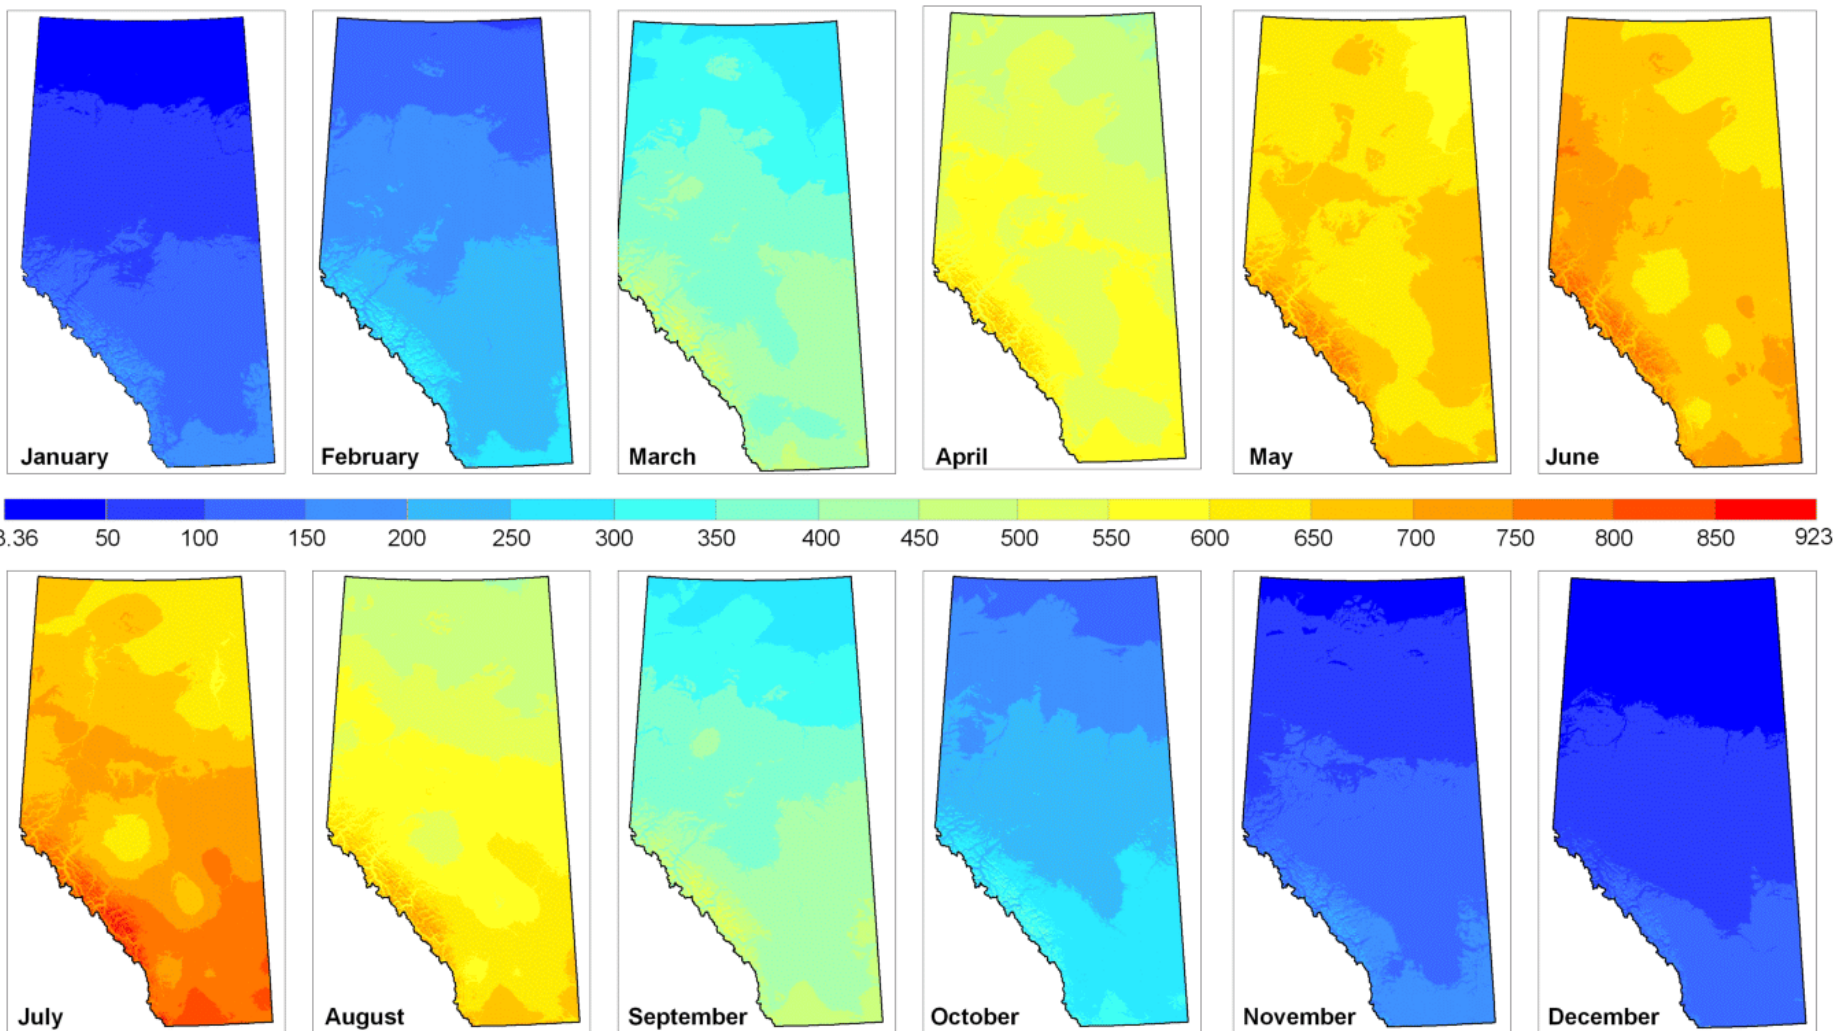 January February March April May June
3.36 50 100 150 200 250 300 350 400 450 500 550 600 650 700 750 800 850 923
July August September October November December